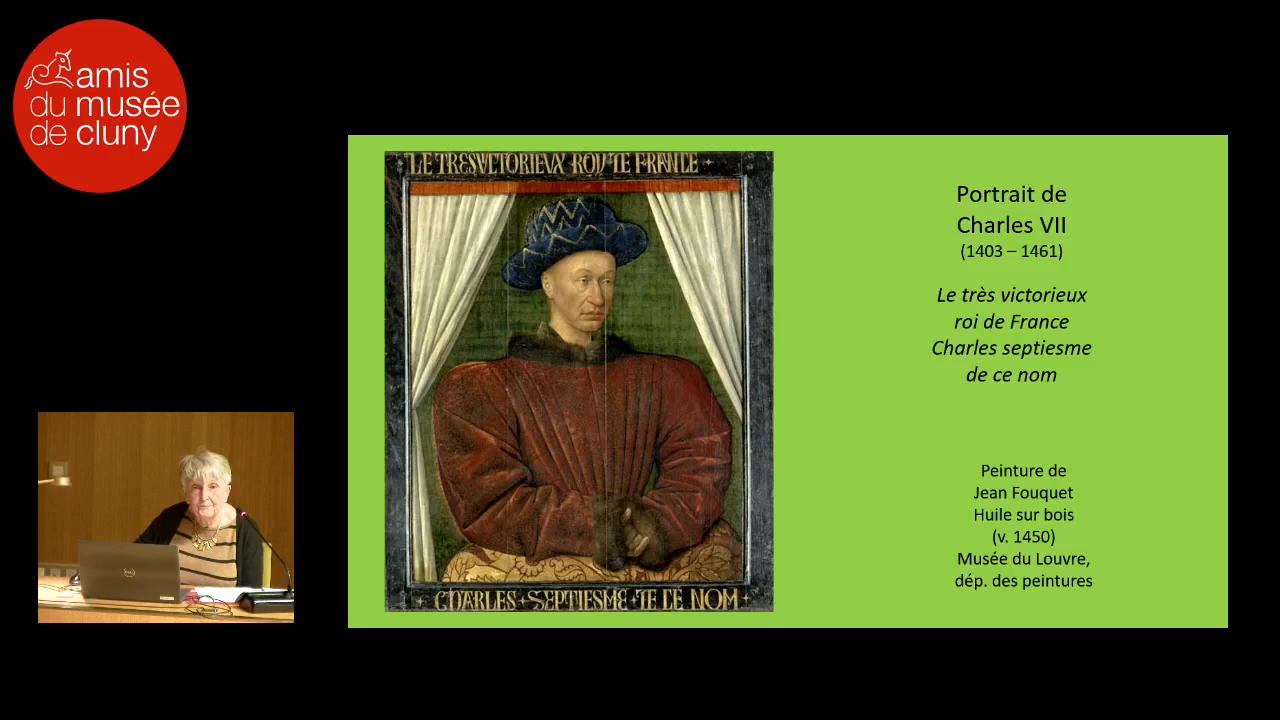 amis
du musée
de cluny
LE TRESVICTORIEVX ROY DE FRANCE
CHARLES SEPTIESME DE CE NOM
Portrait de
Charles VII
(1403 – 1461)
Le très victorieux
roi de France
Charles septiesme
de ce nom
Peinture de
Jean Fouquet
Huile sur bois
(v. 1450)
Musée du Louvre,
dép. des peintures
DELL